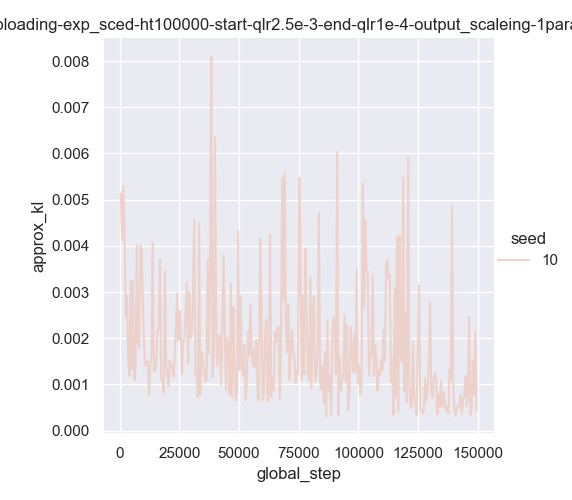 ploading-exp_sced-ht100000-start-qlr2.5e-3-end-qlr1e-4-output_scaleing-1para
0.008
0.007
0.006
0.005
0.004
0.003
0.002
0.001
0.000
approx_kl
0 25000 50000 75000 100000 125000 150000
global_step
seed
10